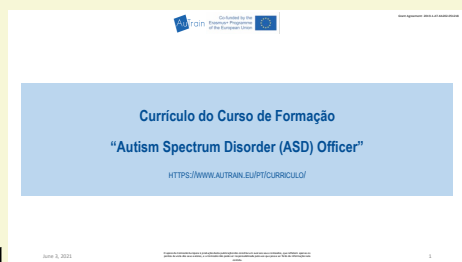 AuTrain
Co-funded by the
Erasmus+ Programme
of the European Union
Currículo do Curso de Formação
“Autism Spectrum Disorder (ASD) Officer”
HTTPS://WWW.AUTRAIN.EU/PT/CURRICULO/
June 3, 2021
1